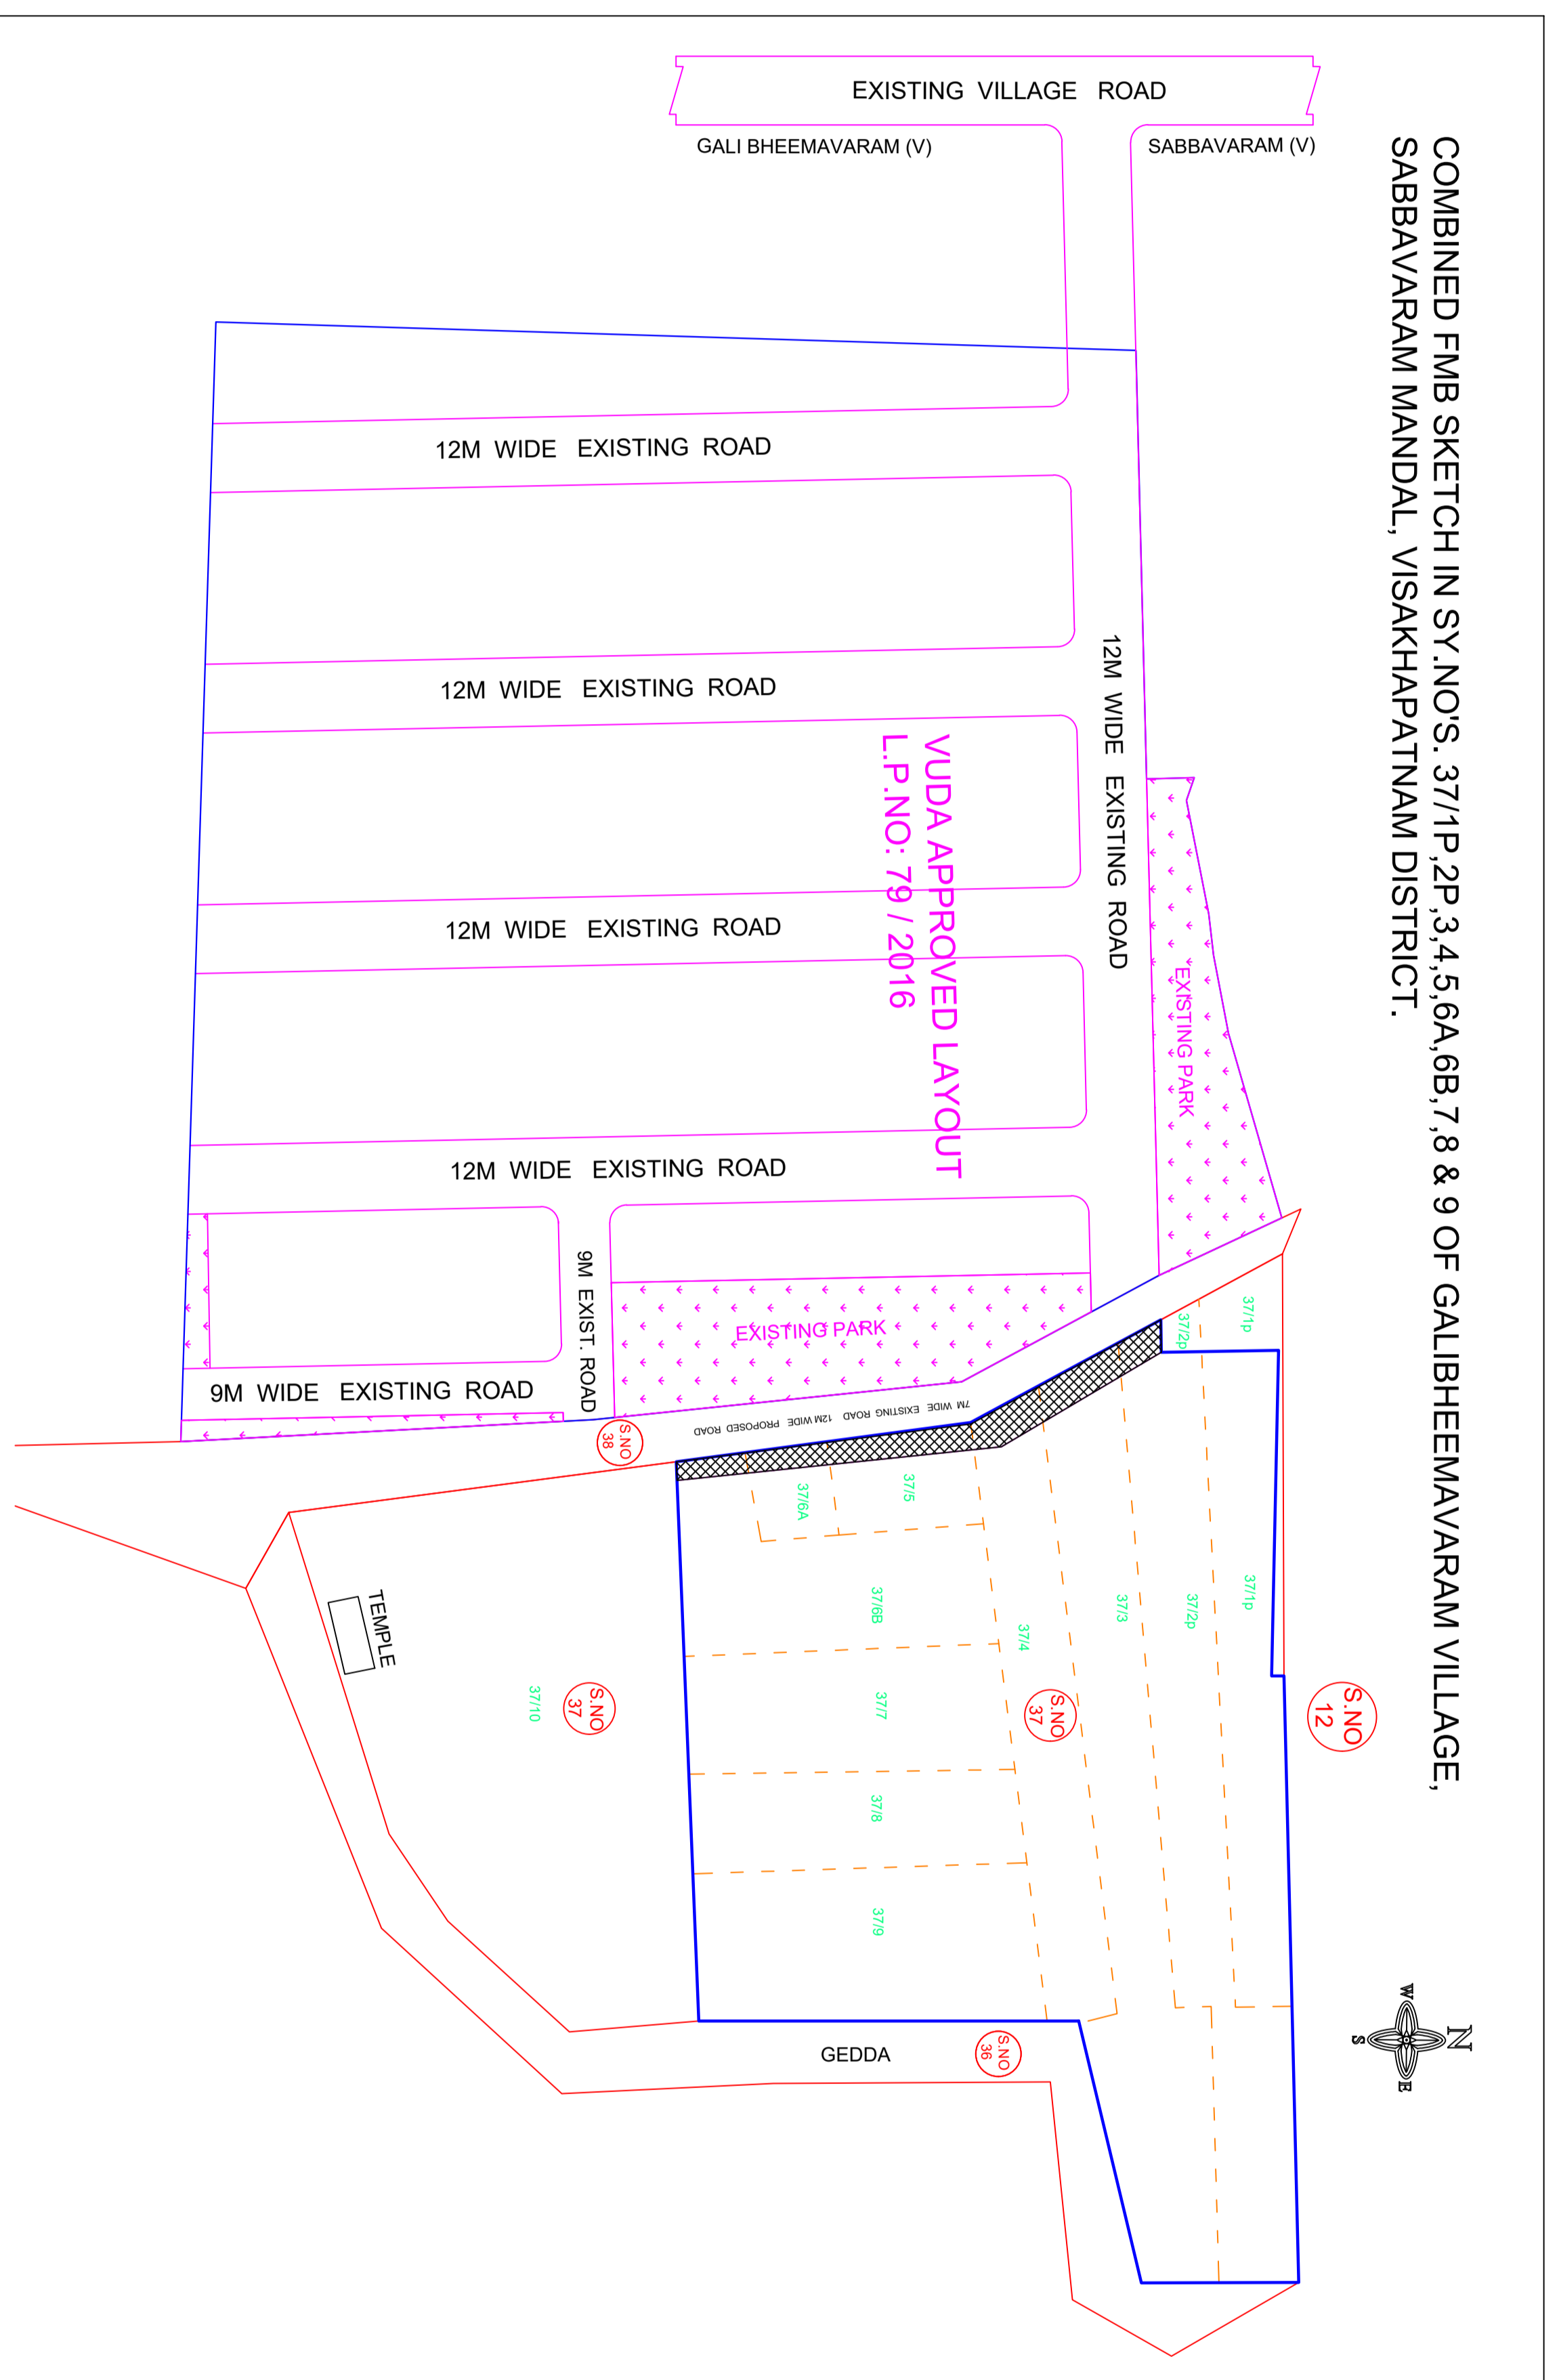 COMBINED FMB SKETCH IN SY.NO'S. 37/1P,2P,3,4,5,6A,6B,7,8 & 9 OF GALIBHEEMAVARAM VILLAGE,
SABBAVARAM MANDAL, VISAKHAPATNAM DISTRICT.
EXISTING VILLAGE ROAD
GALI BHEEMAVARAM (V)
SABBAVARAM (V)
12M WIDE EXISTING ROAD
12M WIDE EXISTING ROAD
12M WIDE EXISTING ROAD
12M WIDE EXISTING ROAD
12M WIDE EXISTING ROAD
VUDA APPROVED LAYOUT
L.P.NO: 79 / 2016
EXISTING PARK
EXISTING PARK
9M EXIST. ROAD
9M WIDE EXISTING ROAD
7M WIDE EXISTING ROAD 12M WIDE PROPOSED ROAD
S.NO
38
37/1p
37/2p
37/1p
37/2p
37/3
37/4
37/5
37/6A
37/6B
37/7
37/8
37/9
37/10
S.NO
37
S.NO
37
S.NO
12
S.NO
36
TEMPLE
GEDDA
N
W
E
S